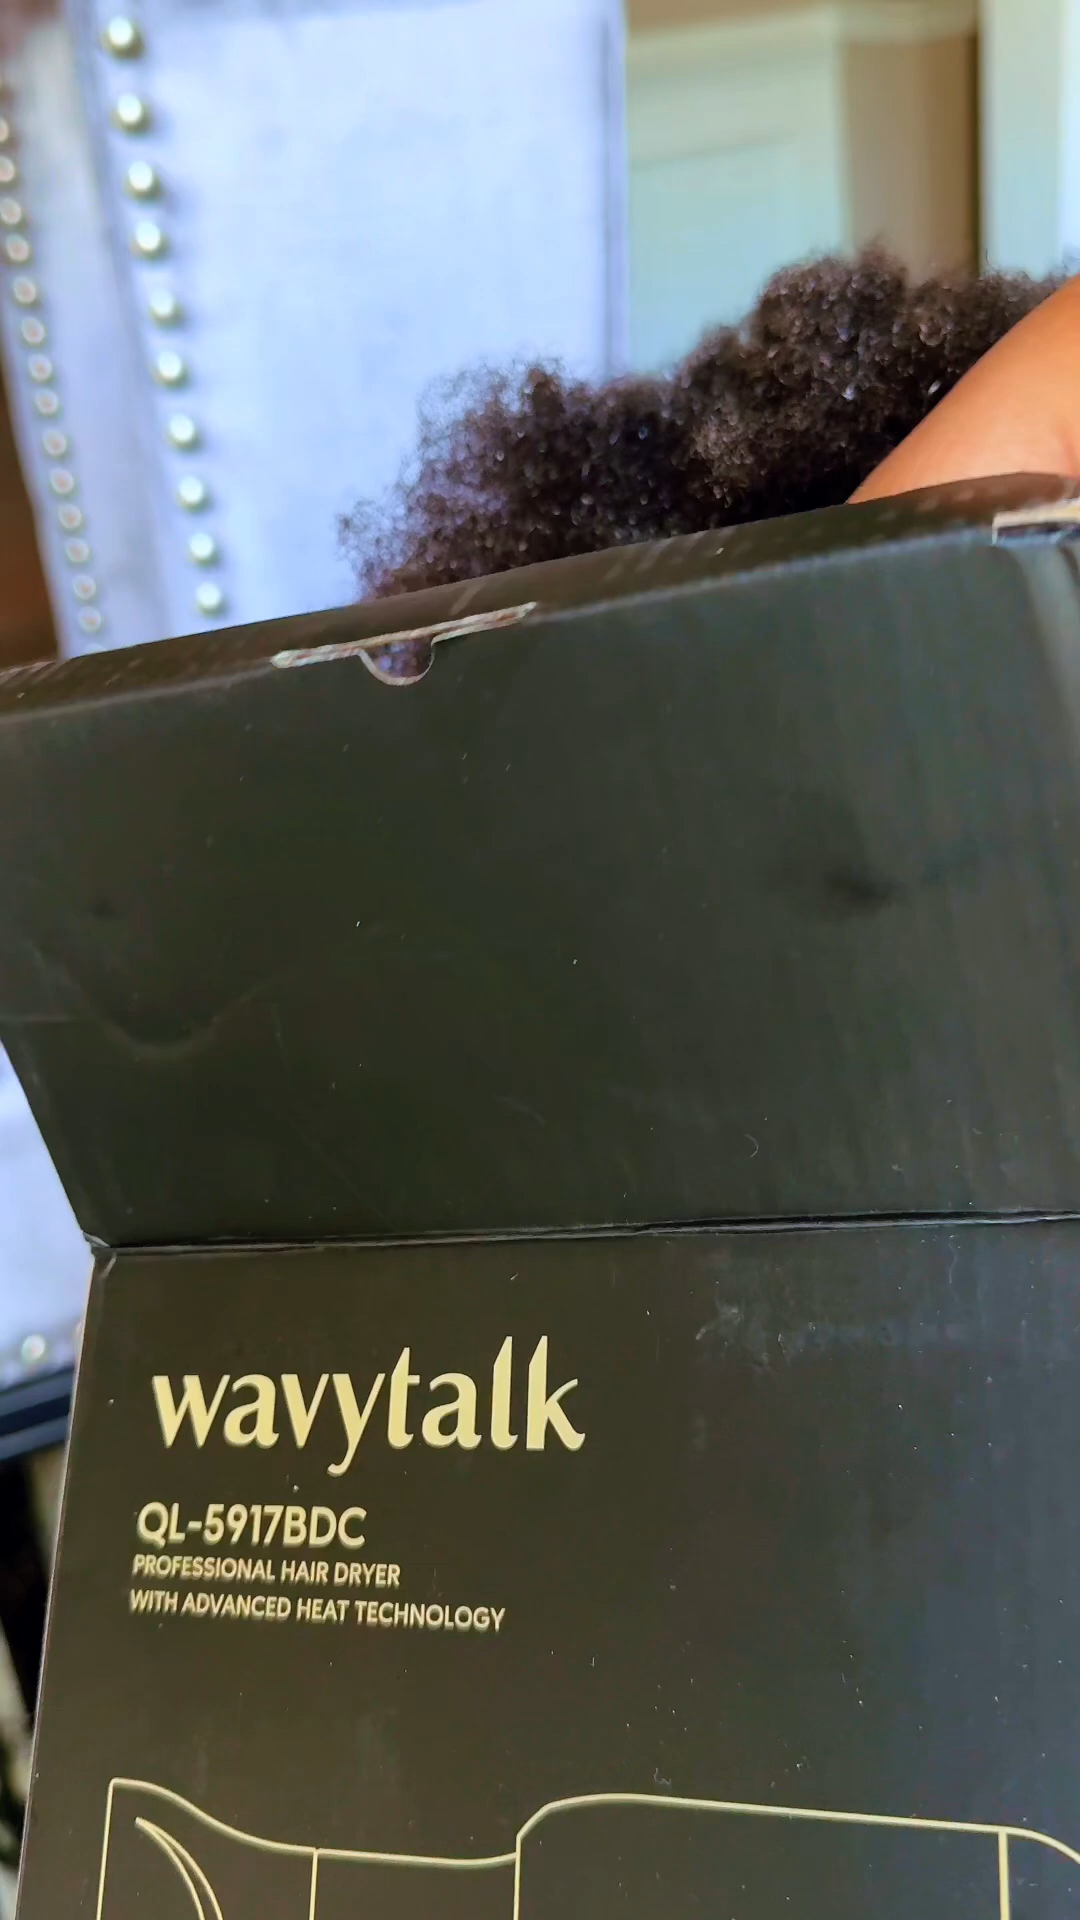 wavytalk
QL-5917BDC
PROFESSIONAL HAIR DRYER
WITH ADVANCED HEAT TECHNOLOGY